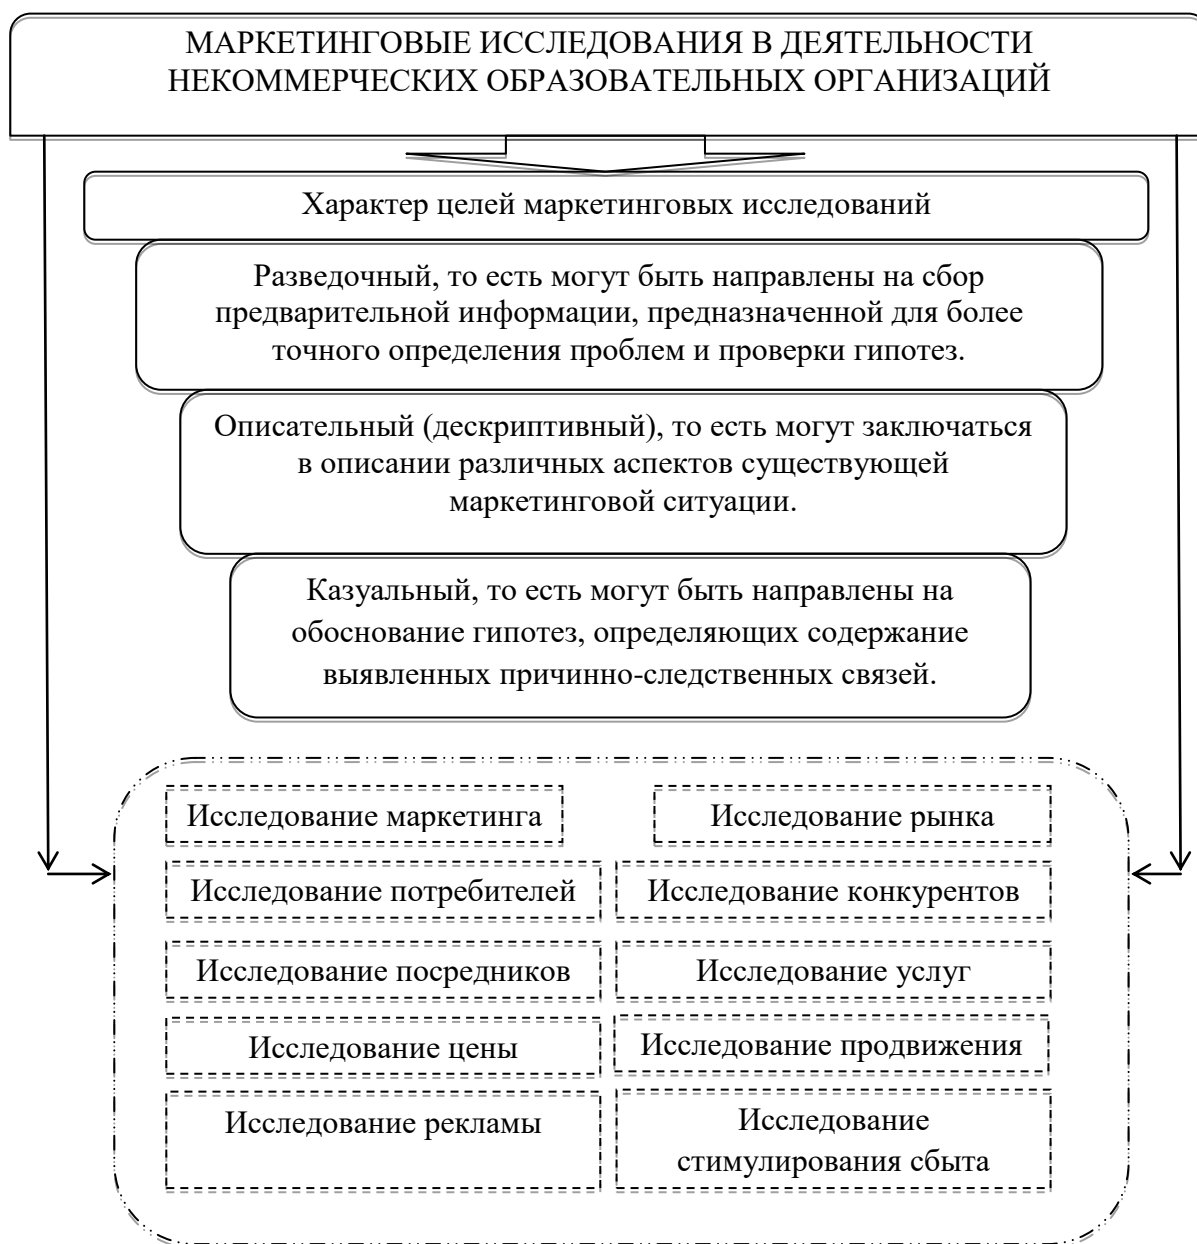 МАРКЕТИНГОВЫЕ ИССЛЕДОВАНИЯ В ДЕЯТЕЛЬНОСТИ
НЕКОММЕРЧЕСКИХ ОБРАЗОВАТЕЛЬНЫХ ОРГАНИЗАЦИЙ
Характер целей маркетинговых исследований
Разведочный, то есть могут быть направлены на сбор
предварительной информации, предназначенной для более
точного определения проблем и проверки гипотез.
Описательный (дескриптивный), то есть могут заключаться
в описании различных аспектов существующей
маркетинговой ситуации.
Казуальный, то есть могут быть направлены на
обоснование гипотез, определяющих содержание
выявленных причинно-следственных связей.
Исследование маркетинга
Исследование рынка
Исследование потребителей
Исследование конкурентов
Исследование посредников
Исследование услуг
Исследование цены
Исследование продвижения
Исследование рекламы
Исследование
стимулирования сбыта